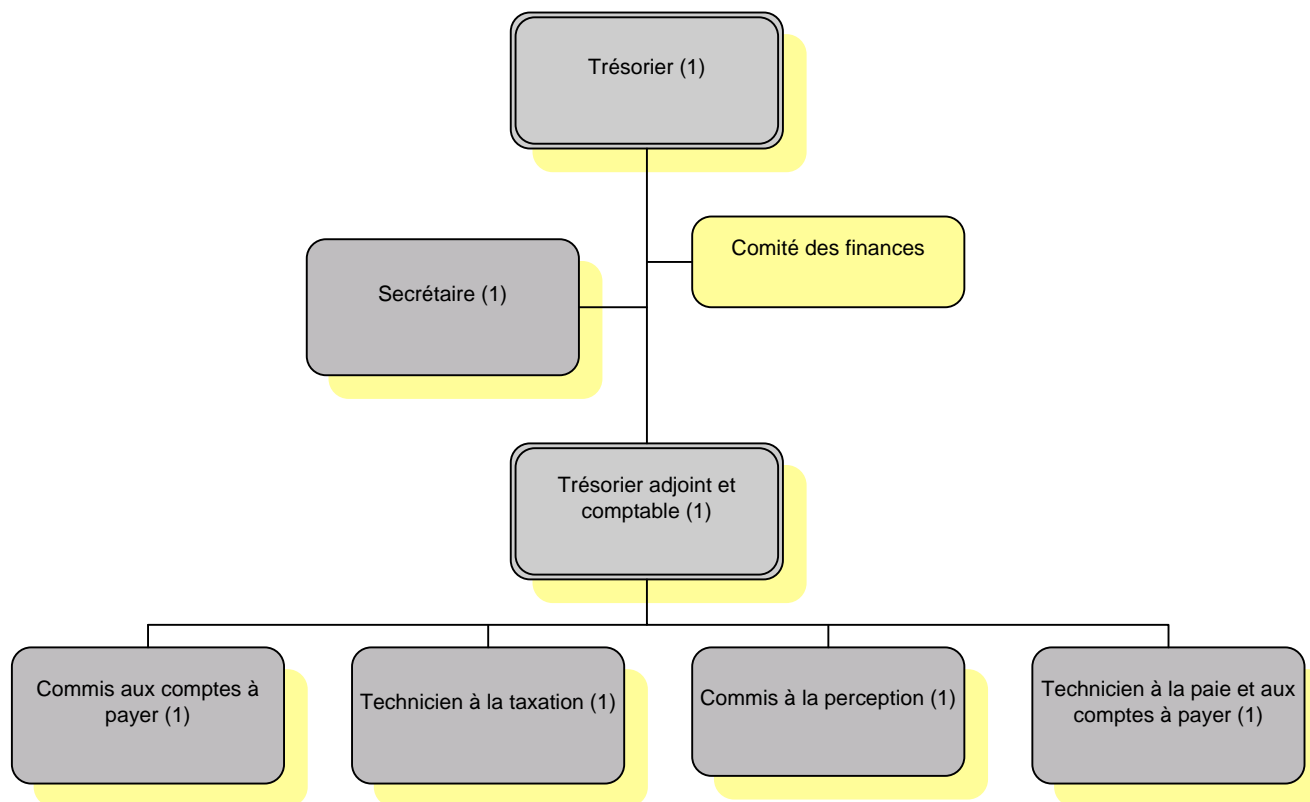 Trésorier (1)
Comité des finances
Secrétaire (1)
Trésorier adjoint et
comptable (1)
Commis aux comptes à
payer (1)
Technicien à la taxation (1)
Commis à la perception (1)
Technicien à la paie et aux
comptes à payer (1)